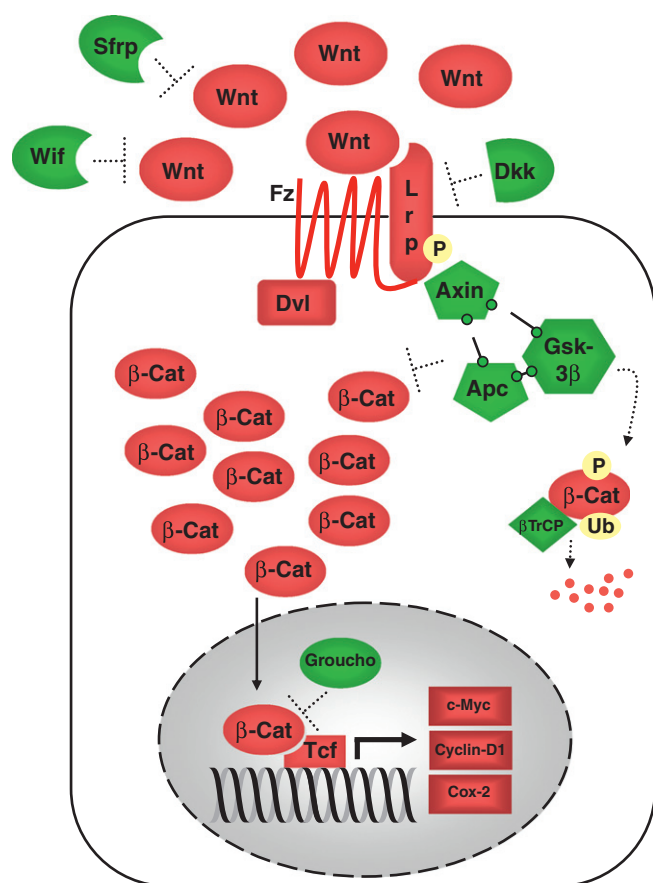 Sfrp
Wnt
Wnt
Wnt
Wnt
Wif
Wnt
Dkk
Fz
L
r
p
P
Axin
Dvl
Gsk-
3β
Apc
β-Cat
β-Cat
β-Cat
β-Cat
β-Cat
β-Cat
β-Cat
β-Cat
β-Cat
P
β-Cat
βTrCP
Ub
Groucho
β-Cat
Tcf
c-Myc
Cyclin-D1
Cox-2